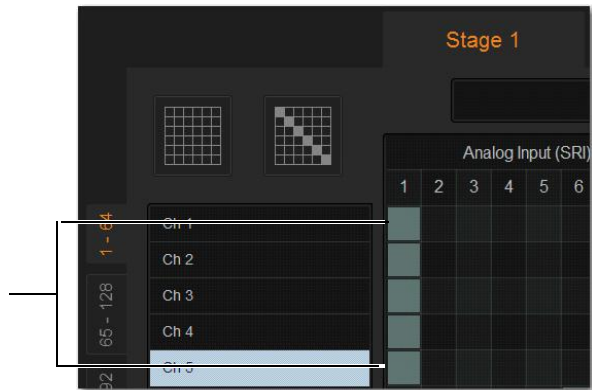 Stage 1
Analog Input (SRI)
1 2 3 4 5 6
1 - 64
65 - 128
92
Ch 1
Ch 2
Ch 3
Ch 4
Ch 5